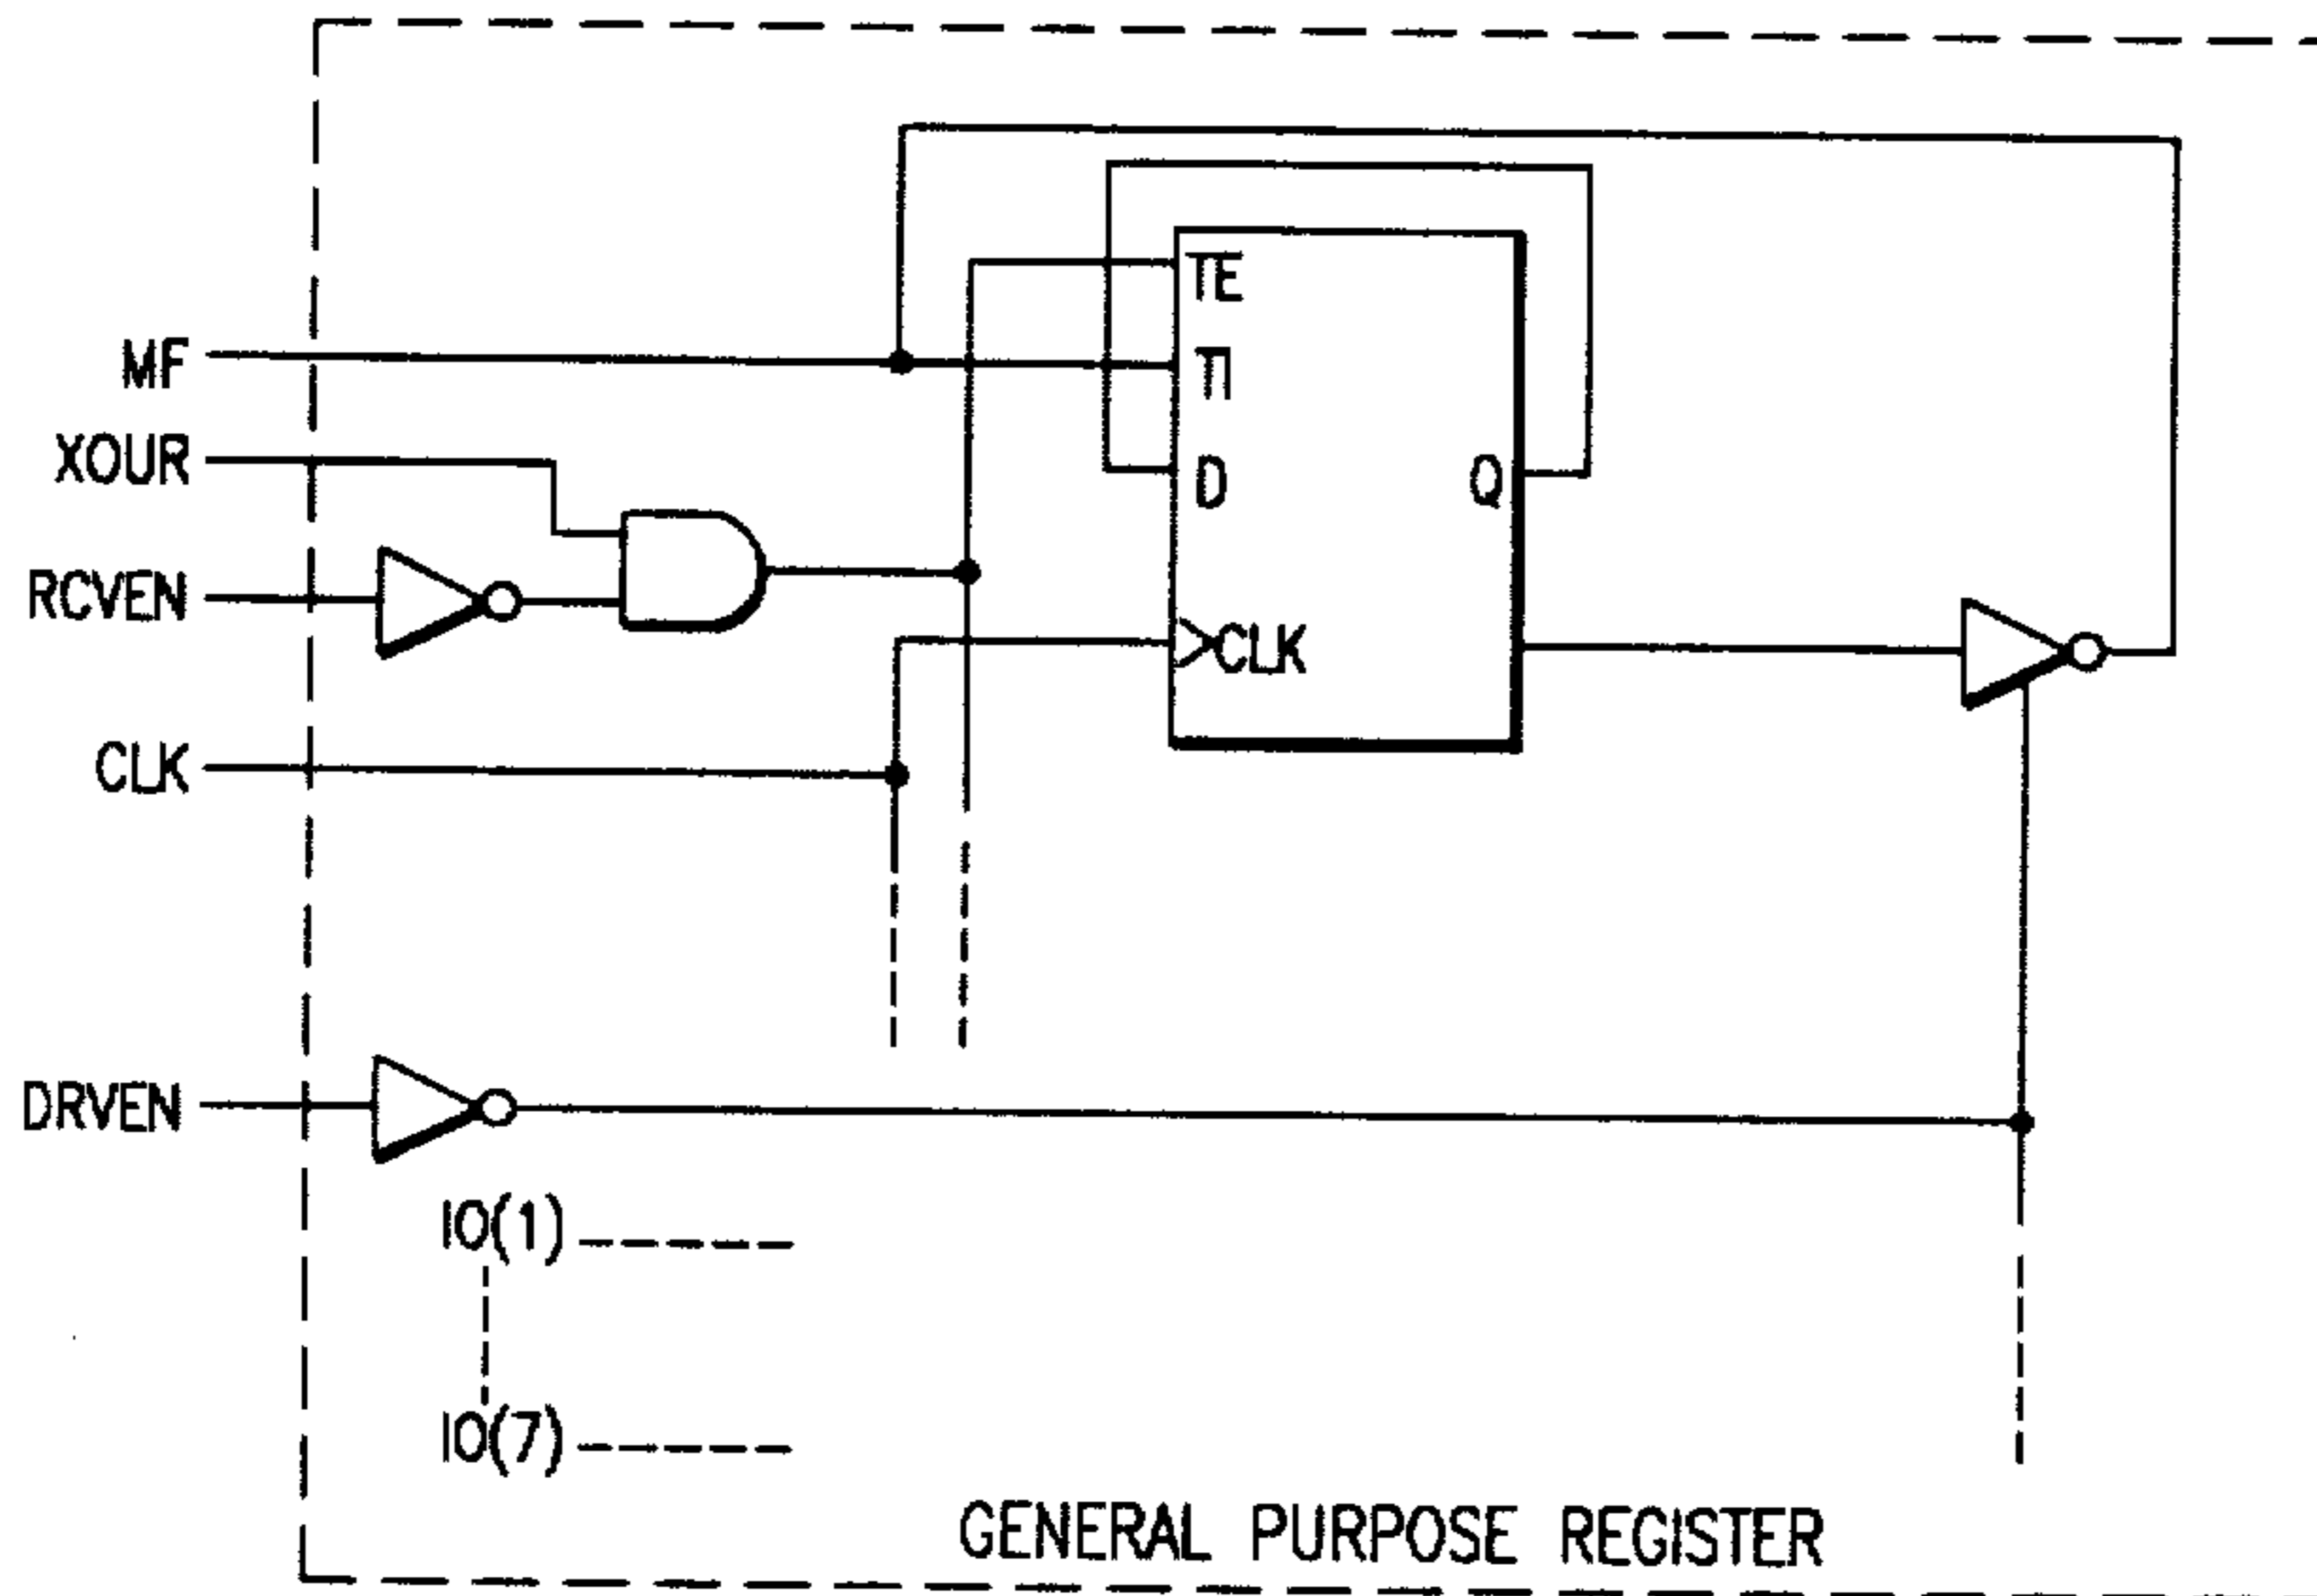 TE
MF
TI
XOUR
D
Q
RCVEN
CLK
CLK
DRVEN
IO(1)
IO(7)
GENERAL PURPOSE REGISTER